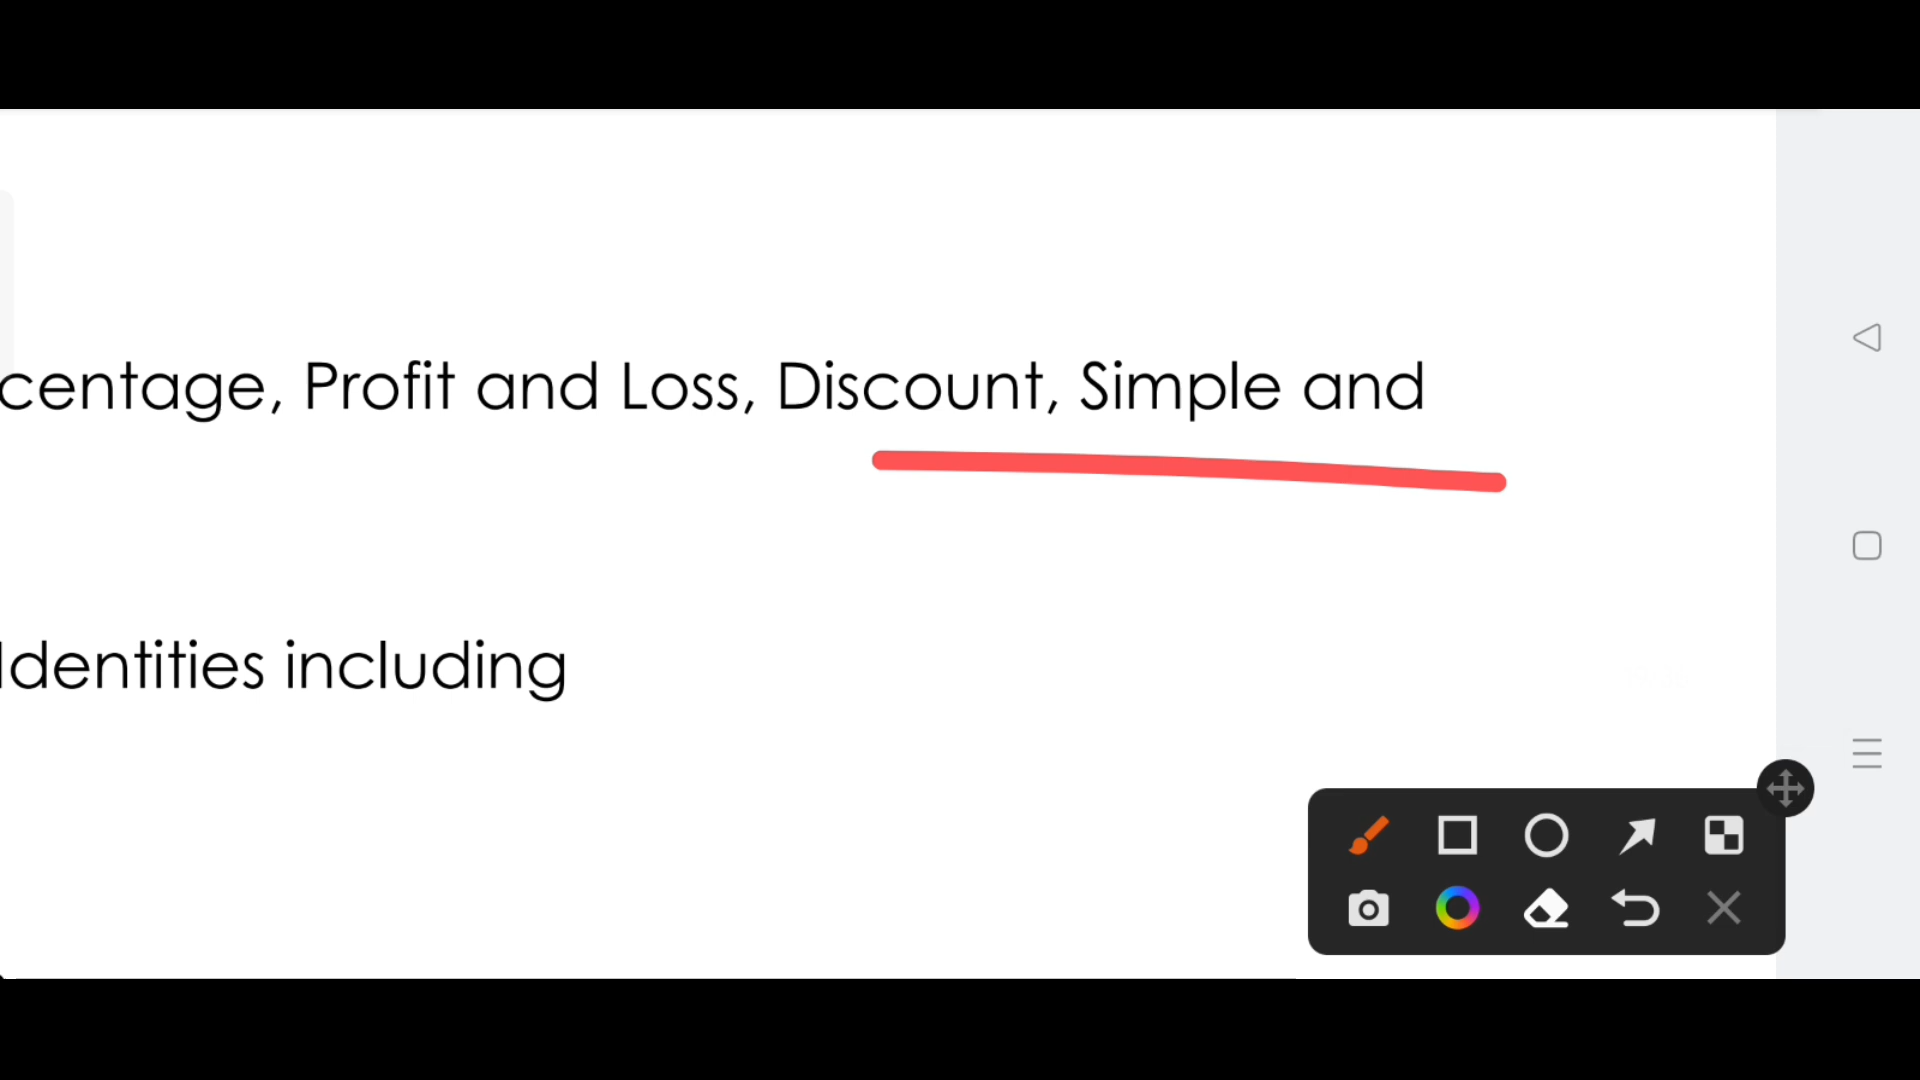 centage, Profit and Loss, Discount, Simple and
Identities including